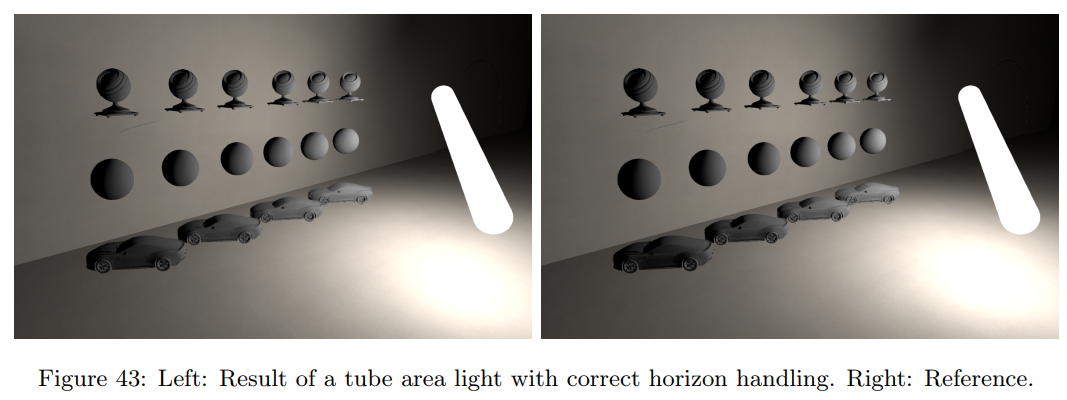 Figure 43: Left: Result of a tube area light with correct horizon handling. Right: Reference.